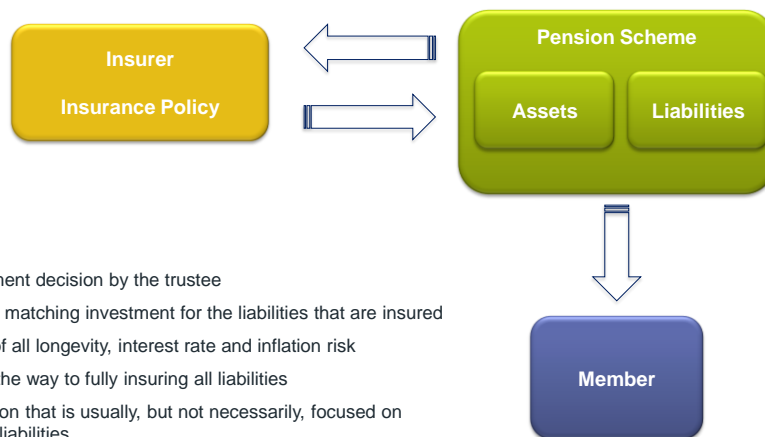 Insurer
Insurance Policy
Pension Scheme
Assets
Liabilities
ment decision by the trustee
matching investment for the liabilities that are insured
of all longevity, interest rate and inflation risk
the way to fully insuring all liabilities
on that is usually, but not necessarily, focused on
liabilities
Member